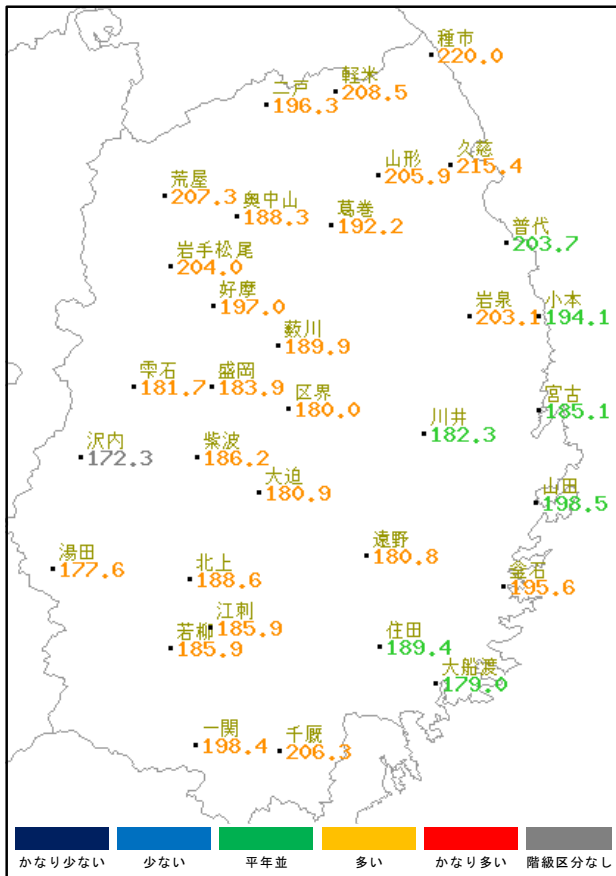 種市
220.0
軽米
208.5
二戸
196.3
久慈
215.4
山形
205.9
荒屋
207.3
奥中山
188.3
葛巻
192.2
普代
203.7
岩手松尾
204.0
好摩
197.0
岩泉
203.1
小本
194.1
薮川
189.9
雫石
181.7
盛岡
183.9
区界
180.0
宮古
185.1
川井
182.3
沢内
172.3
紫波
186.2
大迫
180.9
山田
198.5
湯田
177.6
北上
188.6
遠野
180.8
釜石
195.6
江刺
185.9
若柳
185.9
住田
189.4
大船渡
179.0
一関
198.4
千厩
206.3
かなり少ない 少ない 平年並 多い かなり多い 階級区分なし